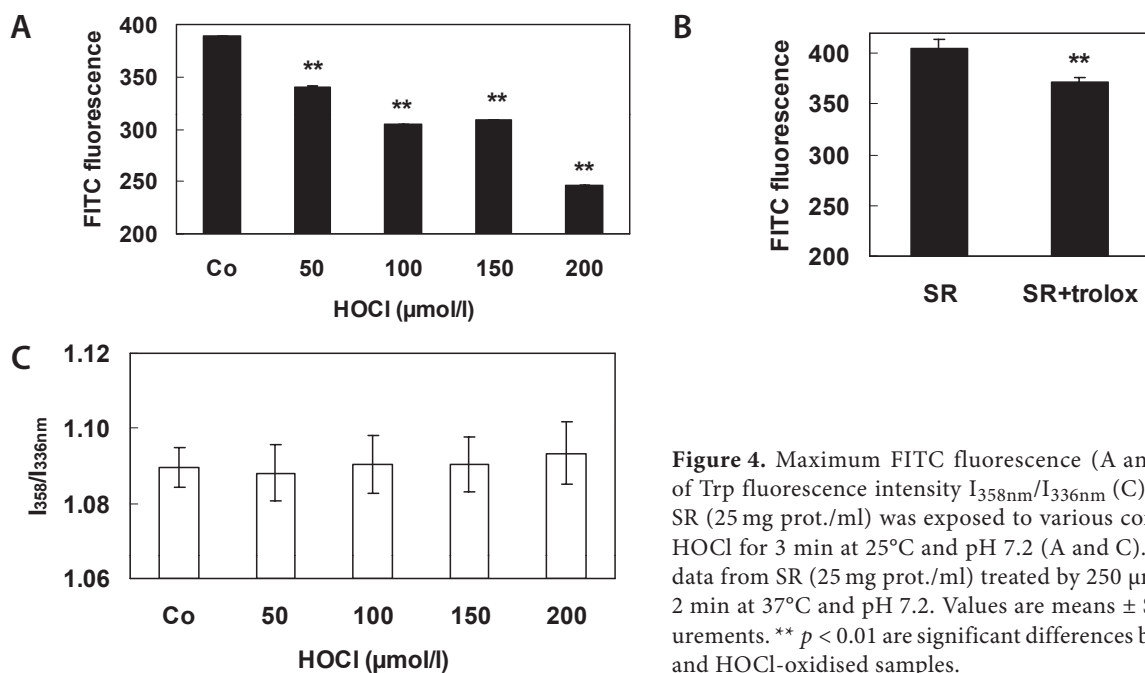 A
FITC fluorescence
400
350
300
250
200
**
**
**
**
Co 50 100 150 200
HOCl (µmol/l)
B
FITC fluorescence
400
350
300
250
200
**
SR SR+trolox
C
I358/I336nm
1.12
1.10
1.08
1.06
Co 50 100 150 200
HOCl (µmol/l)
Figure 4. Maximum FITC fluorescence (A an
of Trp fluorescence intensity I358nm/I336nm (C)
SR (25 mg prot./ml) was exposed to various co
HOCl for 3 min at 25°C and pH 7.2 (A and C).
data from SR (25 mg prot./ml) treated by 250 µ
2 min at 37°C and pH 7.2. Values are means ±
urements. ** p < 0.01 are significant differences b
and HOCl-oxidised samples.